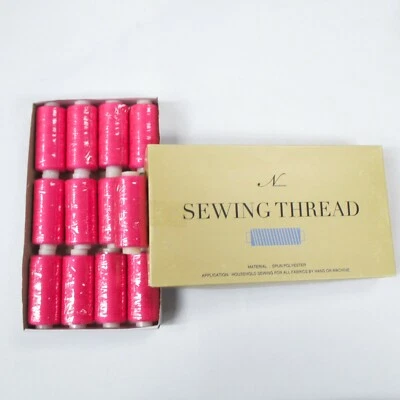 N
SEWING THREAD
MATERIAL : SPUN POLYESTER
APPLICATION : HOUSEHOLD SEWING FOR ALL FABRICS BY HAND OR MACHINE